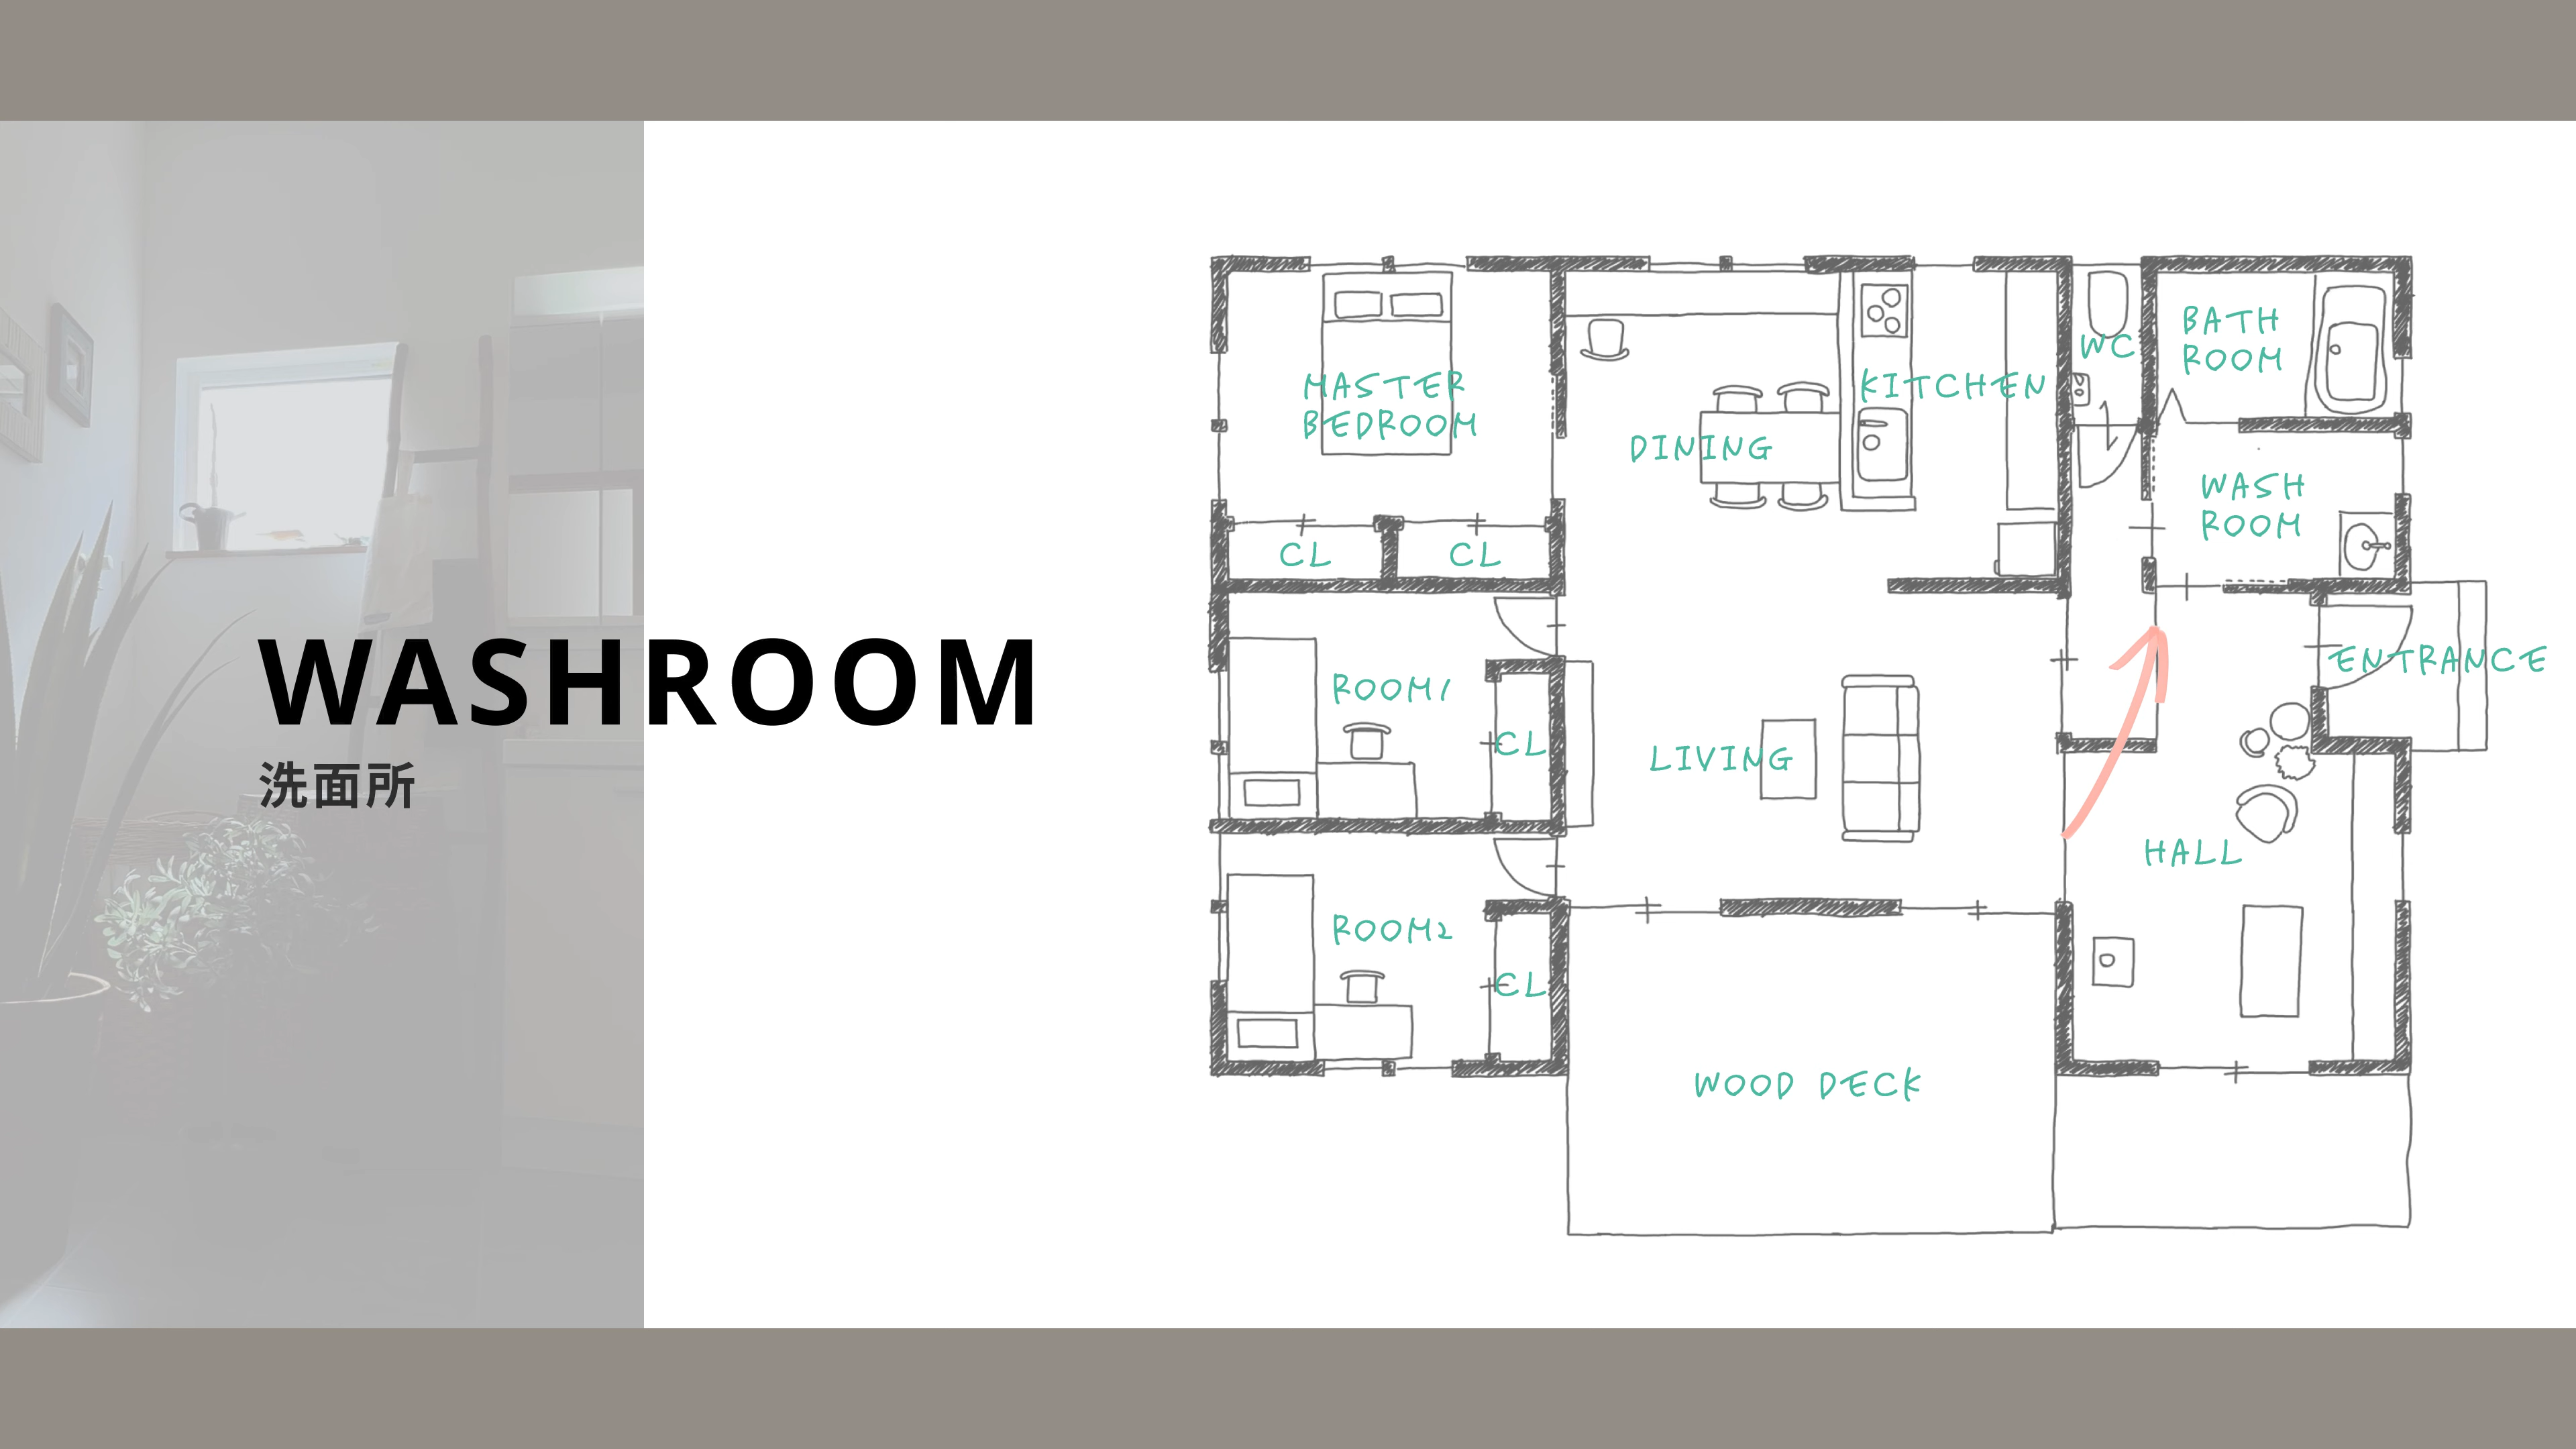 WASHROOM
洗面所
MASTER
BEDROOM
CL
CL
ROOM1
CL
ROOM2
CL
DINING
KITCHEN
LIVING
WOOD DECK
WC
BATH
ROOM
WASH
ROOM
ENTRANCE
HALL